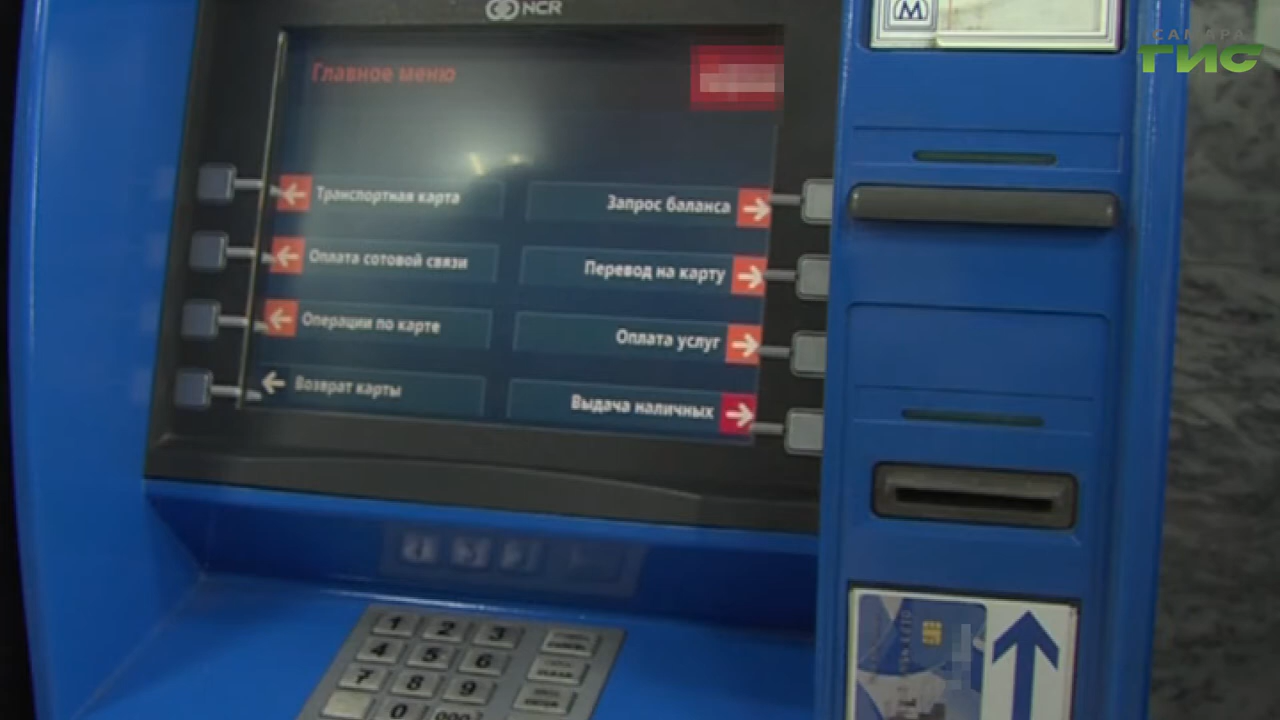 NCR
САМАРА
ГИС
Главное меню
Транспортная карта
Запрос баланса
Оплата сотовой связи
Перевод на карту
Операции по карте
Оплата услуг
Возврат карты
Выдача наличных
1 2 3
4 5 6
7 8 9
0 000